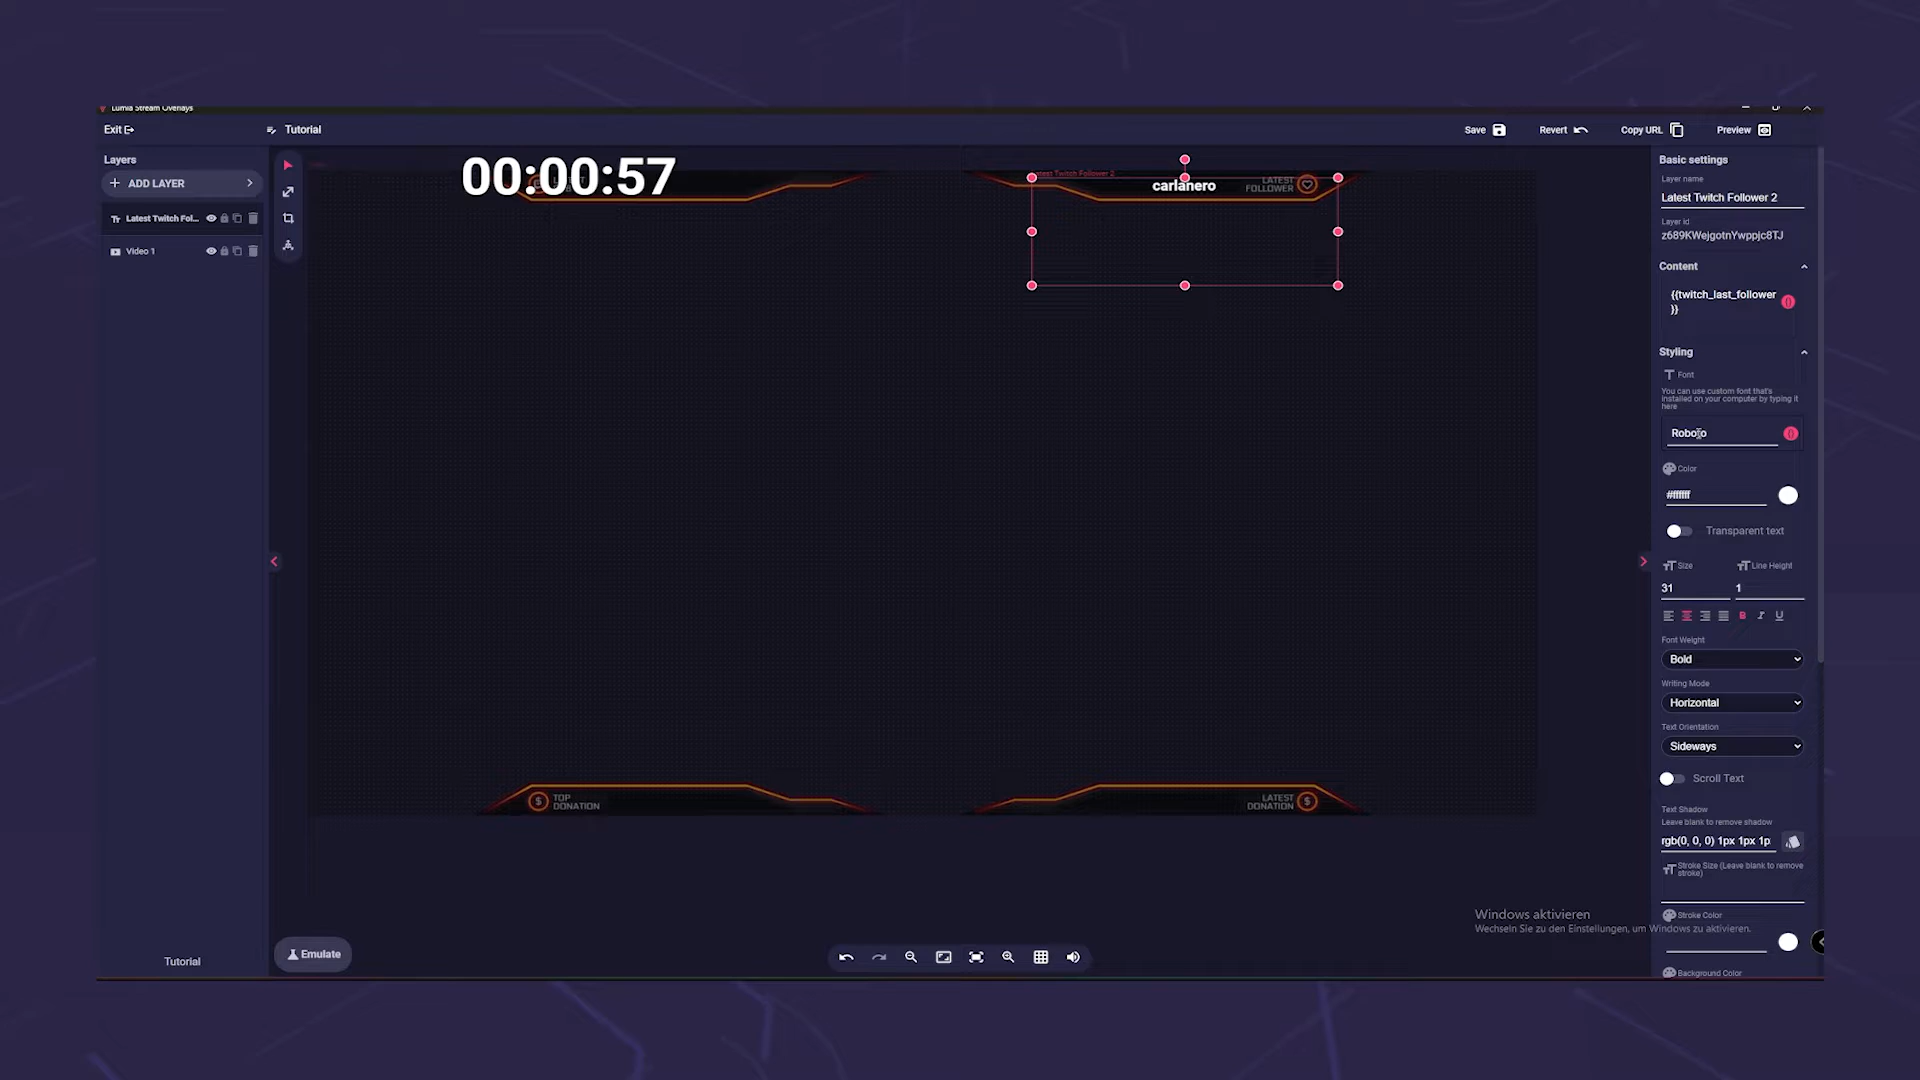 Lumia Stream Overlays
Exit
Tutorial
Save
Revert
Copy URL
Preview
Layers
ADD LAYER
Latest Twitch Fol...
Video 1
00:00:57
Latest Twitch Follower 2
carlanero
LATEST
FOLLOWER
TOP
DONATION
LATEST
DONATION
Basic settings
Layer name
Latest Twitch Follower 2
Layer id
z689KWejgotnYwppjc8TJ
Content
{{twitch_last_follower
}}
Styling
Font
You can use custom font that's
installed on your computer by typing it
here
Roboto
Color
#ffffff
Transparent text
Size
Line Height
31
1
B
I
U
Font Weight
Bold
Writing Mode
Horizontal
Text Orientation
Sideways
Scroll Text
Text Shadow
Leave blank to remove shadow
rgb(0, 0, 0) 1px 1px 1p
Stroke Size (Leave blank to remove
stroke)
Stroke Color
Background Color
Windows aktivieren
Wechseln Sie zu den Einstellungen, um Windows zu aktivieren.
Tutorial
Emulate